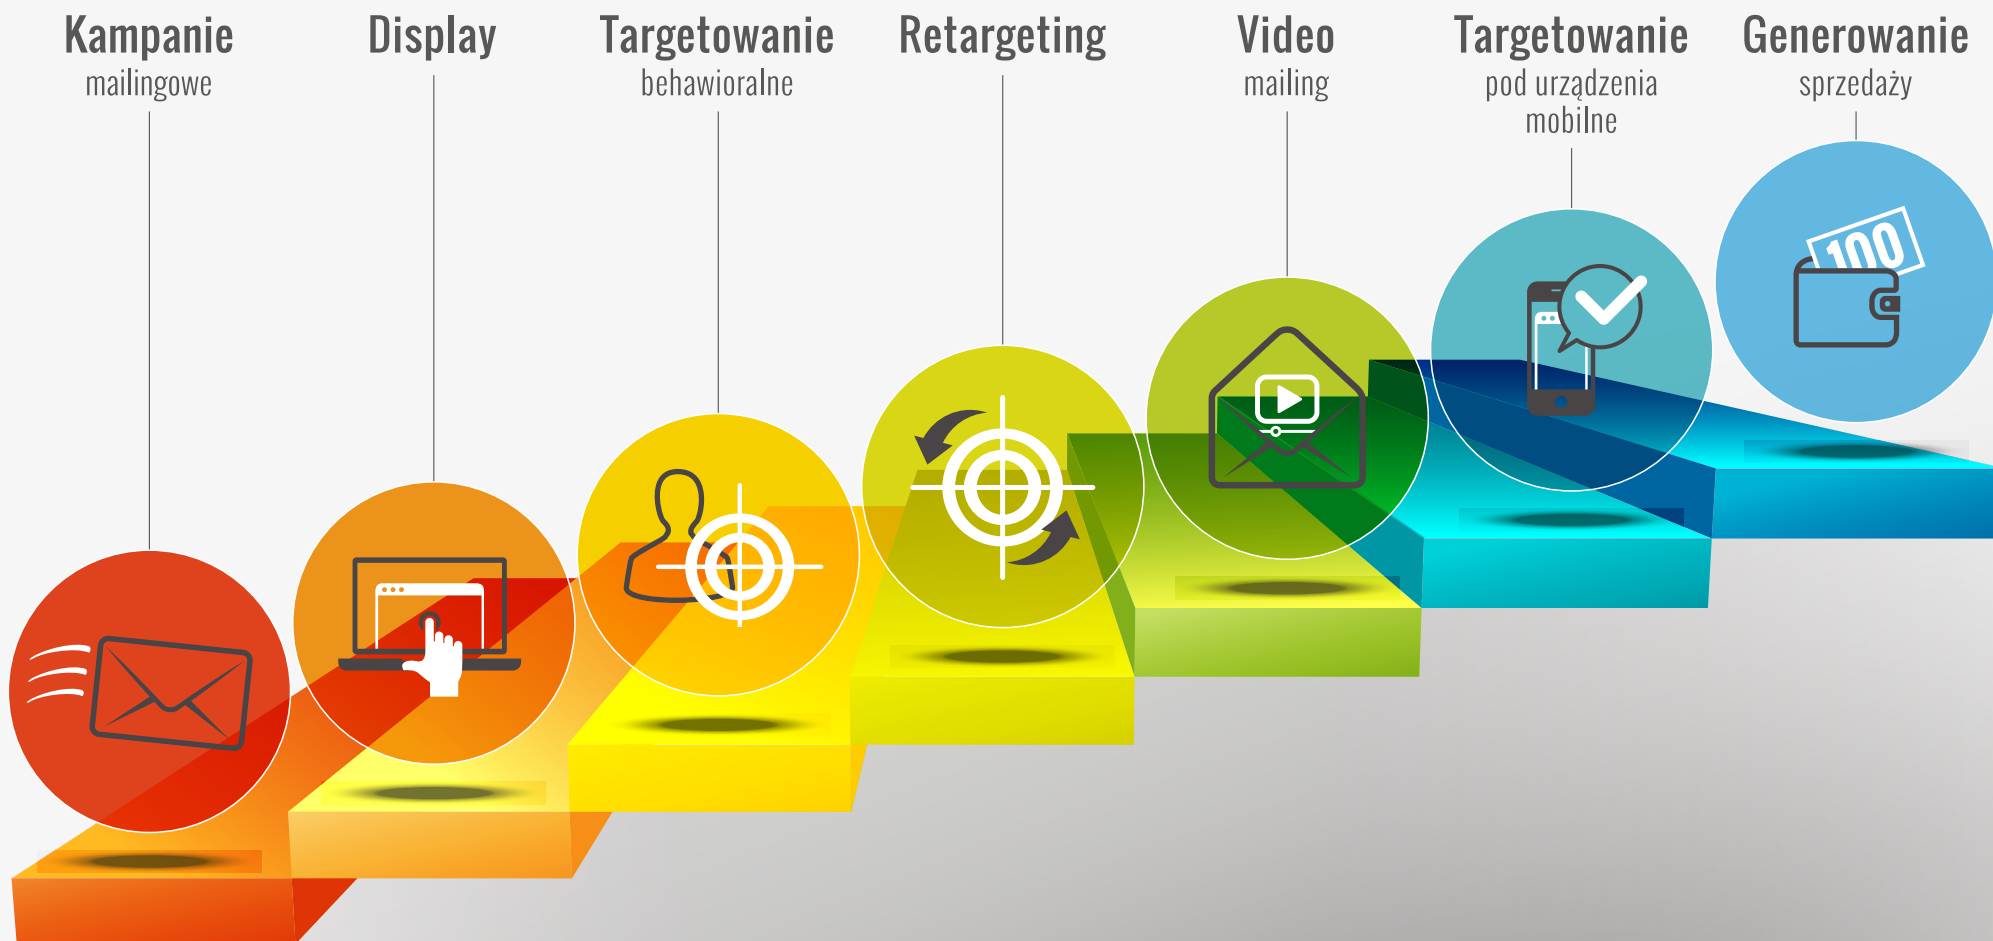 Kampanie
mailingowe
Display
Targetowanie
behawioralne
Retargeting
Video
mailing
Targetowanie
pod urządzenia
mobilne
Generowanie
sprzedaży
100